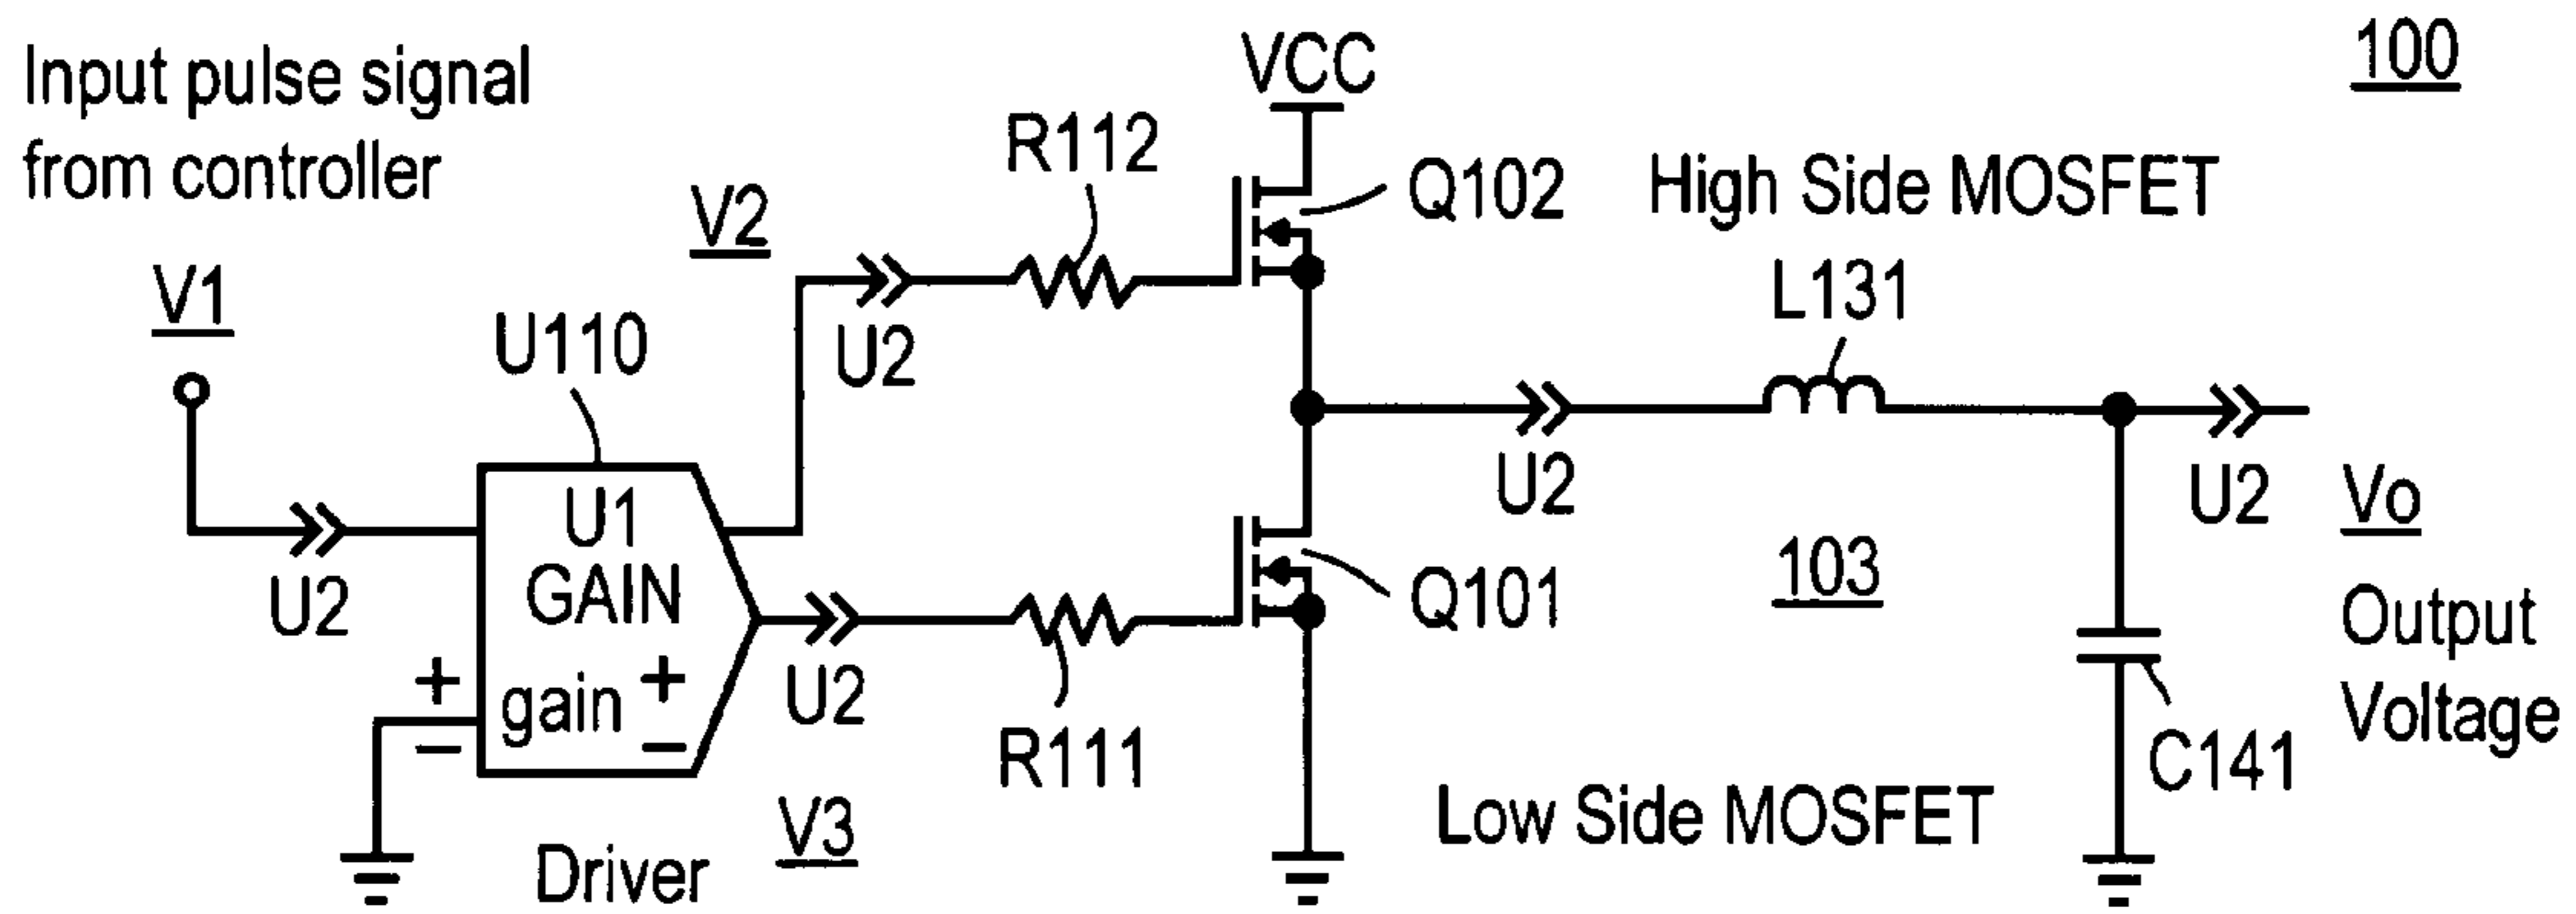 100
Input pulse signal
from controller
VCC
R112
Q102
High Side MOSFET
V2
V1
U110
U2
L131
U1
GAIN
gain
+
−
+
−
U2
U2
U2
U2
Vo
Q101
103
Output
Voltage
R111
C141
V3
Driver
Low Side MOSFET